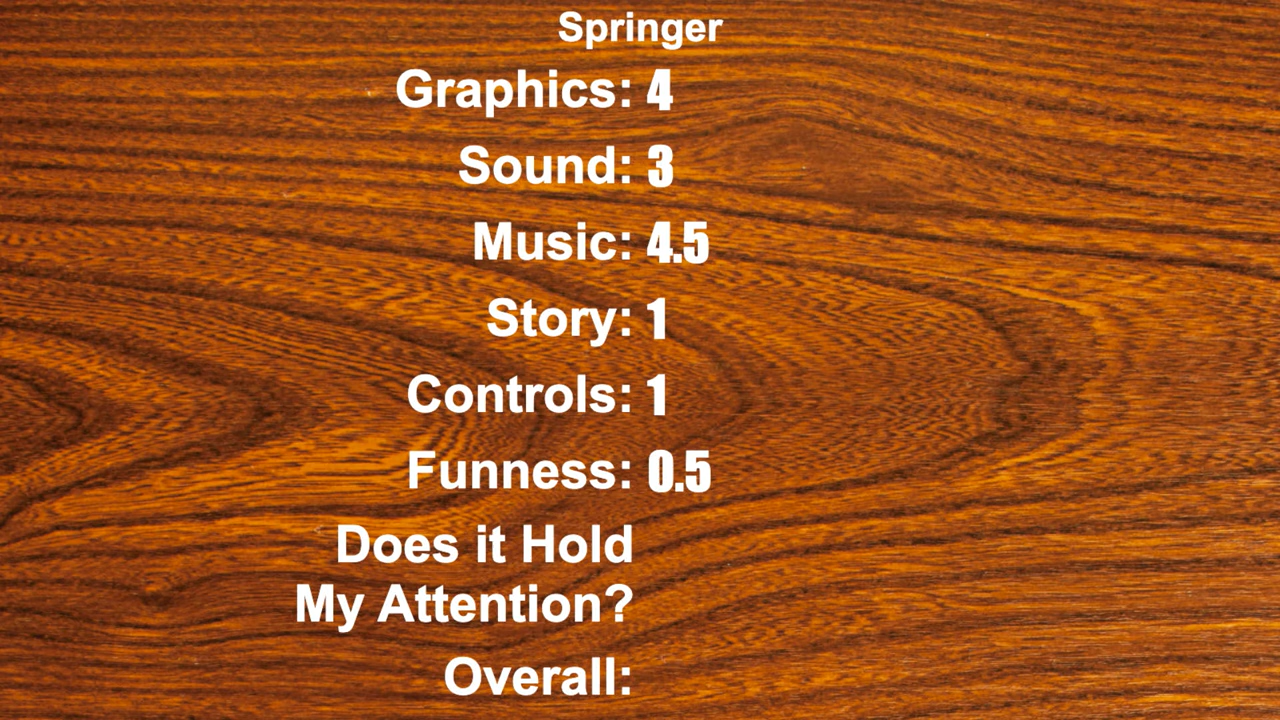 Springer
Graphics: 4
Sound: 3
Music: 4.5
Story: 1
Controls: 1
Funness: 0.5
Does it Hold
My Attention?
Overall: